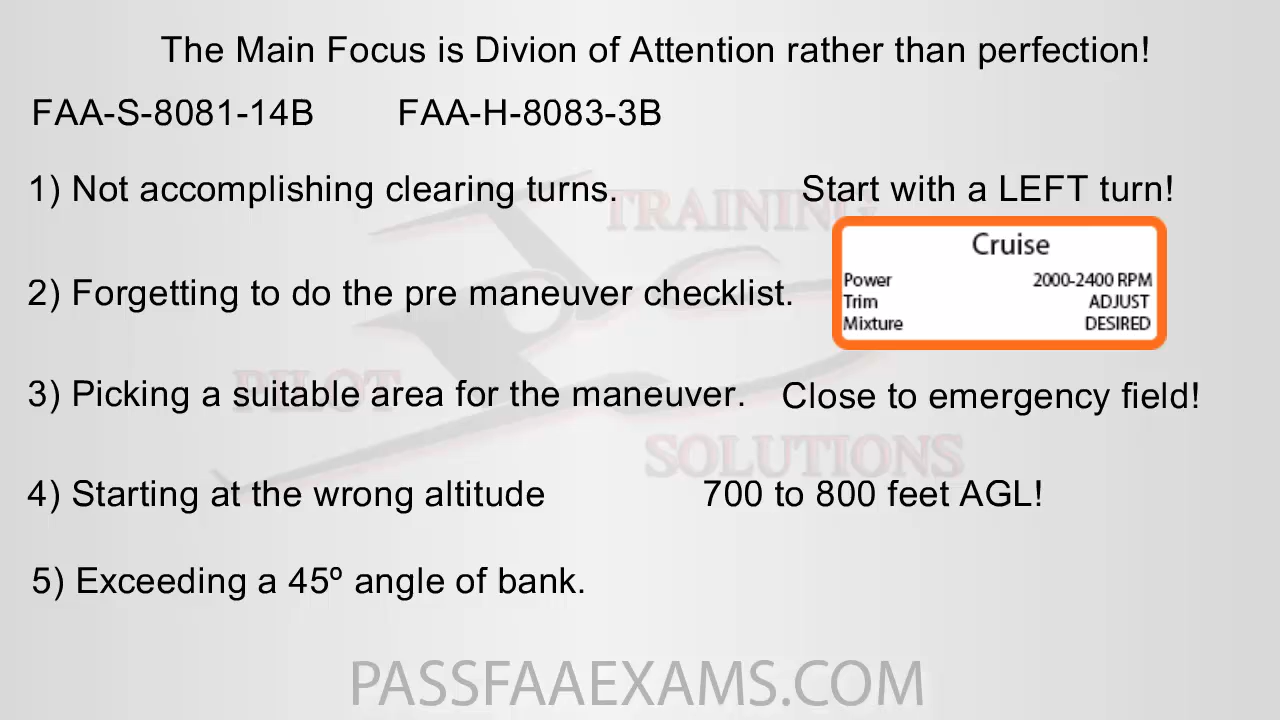 The Main Focus is Divion of Attention rather than perfection!
FAA-S-8081-14B FAA-H-8083-3B
1) Not accomplishing clearing turns. Start with a LEFT turn!
TRAINING
Cruise
Power 2000-2400 RPM
Trim ADJUST
Mixture DESIRED
2) Forgetting to do the pre maneuver checklist.
PILOT
3) Picking a suitable area for the maneuver. Close to emergency field!
SOLUTIONS
4) Starting at the wrong altitude 700 to 800 feet AGL!
5) Exceeding a 45º angle of bank.
PASSFAAEXAMS.COM